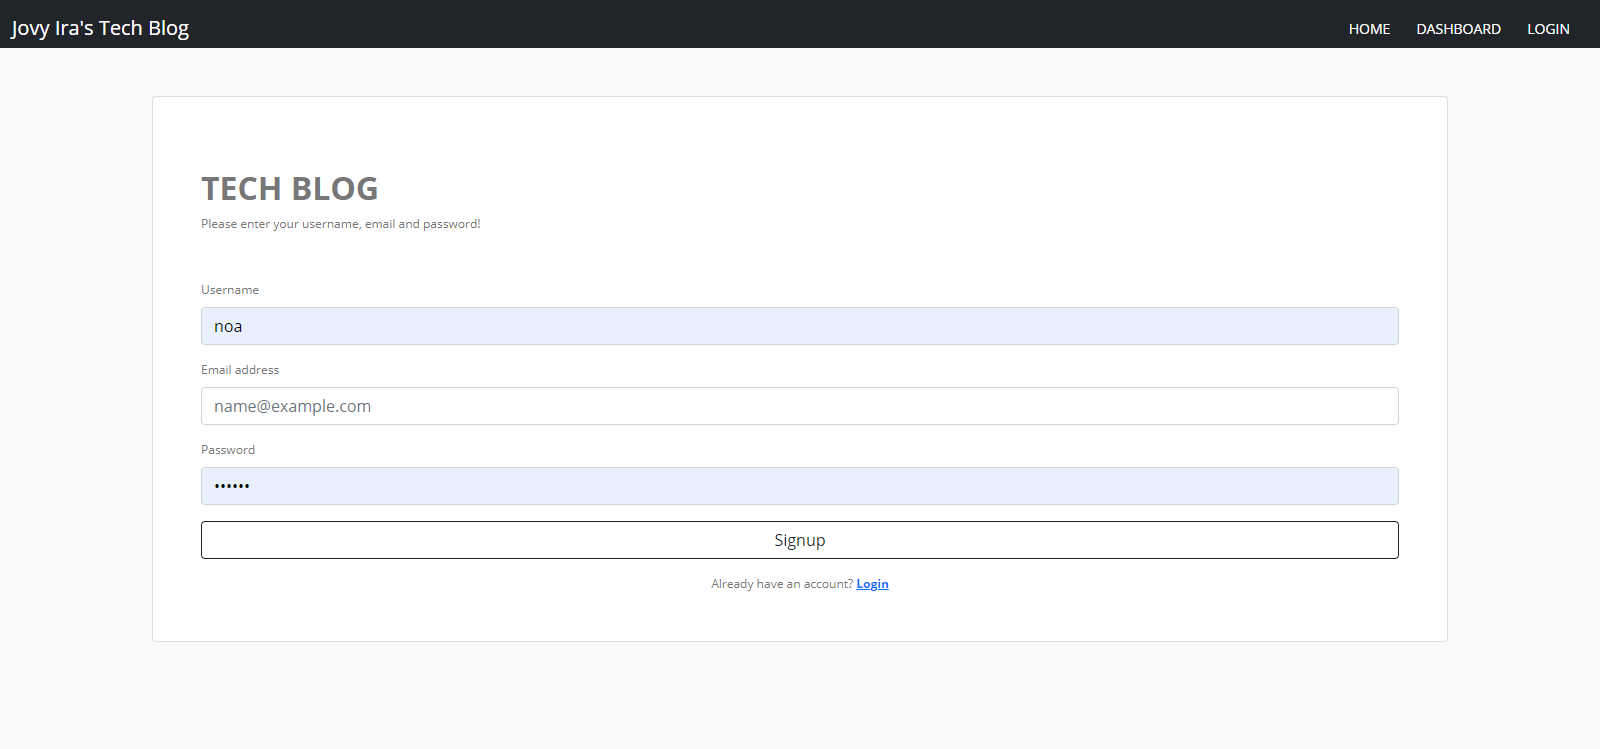 Jovy Ira's Tech Blog HOME DASHBOARD LOGIN
TECH BLOG
Please enter your username, email and password!
Username
noa
Email address
name@example.com
Password
••••••
Signup
Already have an account? Login